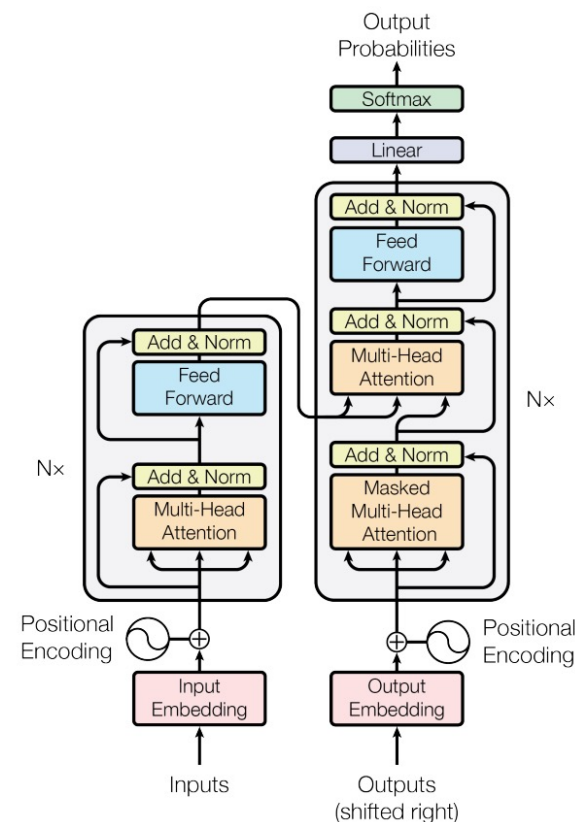 Output
Probabilities
Softmax
Linear
Add & Norm
Feed
Forward
Add & Norm
Multi-Head
Attention
Nx
Add & Norm
Masked
Multi-Head
Attention
Add & Norm
Feed
Forward
Nx
Add & Norm
Multi-Head
Attention
Positional
Encoding
Positional
Encoding
Input
Embedding
Output
Embedding
Inputs
Outputs
(shifted right)